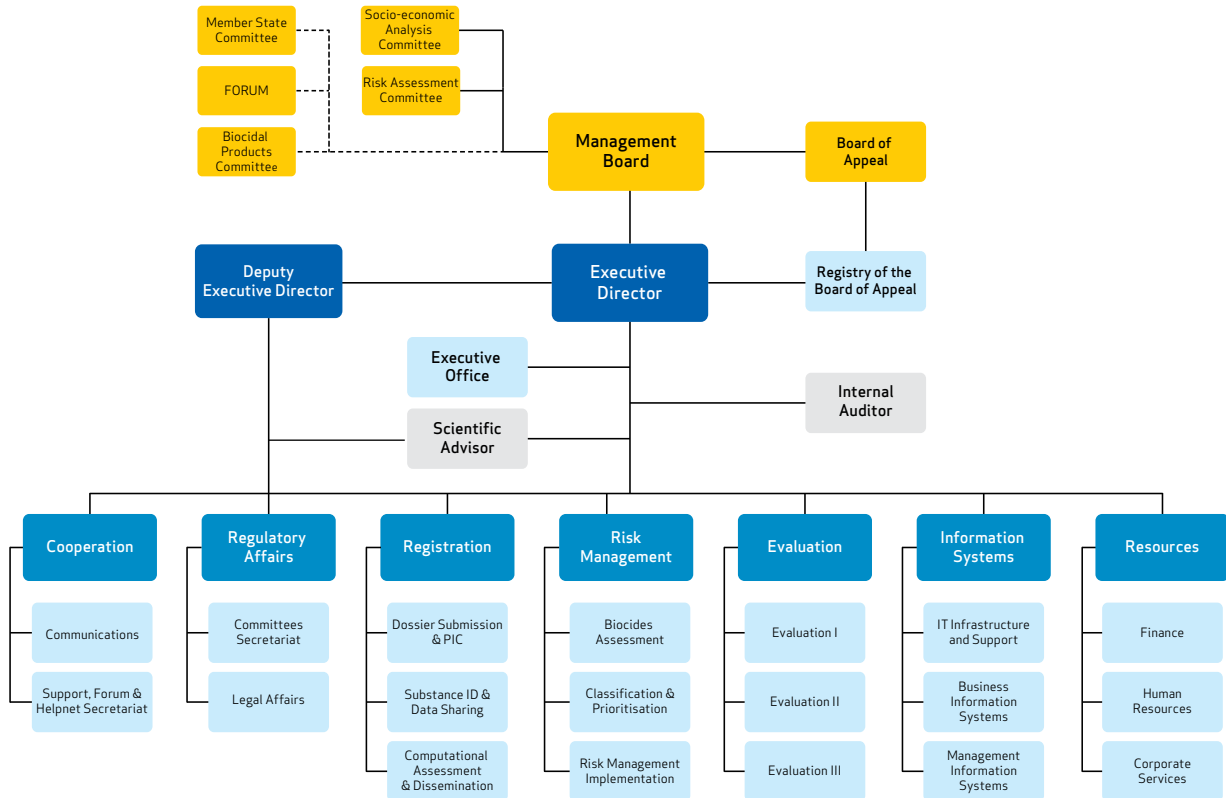 Member State
Committee
Socio-economic
Analysis
Committee
FORUM
Risk Assessment
Committee
Biocidal
Products
Committee
Management
Board
Board of
Appeal
Deputy
Executive Director
Executive
Director
Registry of the
Board of Appeal
Executive
Office
Internal
Auditor
Scientific
Advisor
Cooperation
Regulatory
Affairs
Registration
Risk
Management
Evaluation
Information
Systems
Resources
Communications
Committees
Secretariat
Dossier Submission
& PIC
Biocides
Assessment
Evaluation I
IT Infrastructure
and Support
Finance
Support, Forum &
Helpnet Secretariat
Legal Affairs
Substance ID &
Data Sharing
Classification &
Prioritisation
Evaluation II
Business
Information
Systems
Human
Resources
Computational
Assessment
& Dissemination
Risk Management
Implementation
Evaluation III
Management
Information
Systems
Corporate
Services